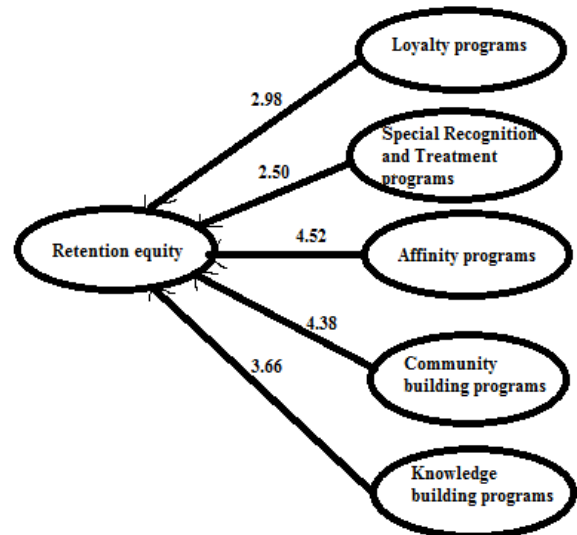 Loyalty programs
2.98
Special Recognition
and Treatment
programs
2.50
Retention equity
4.52
Affinity programs
4.38
Community
building programs
3.66
Knowledge
building programs